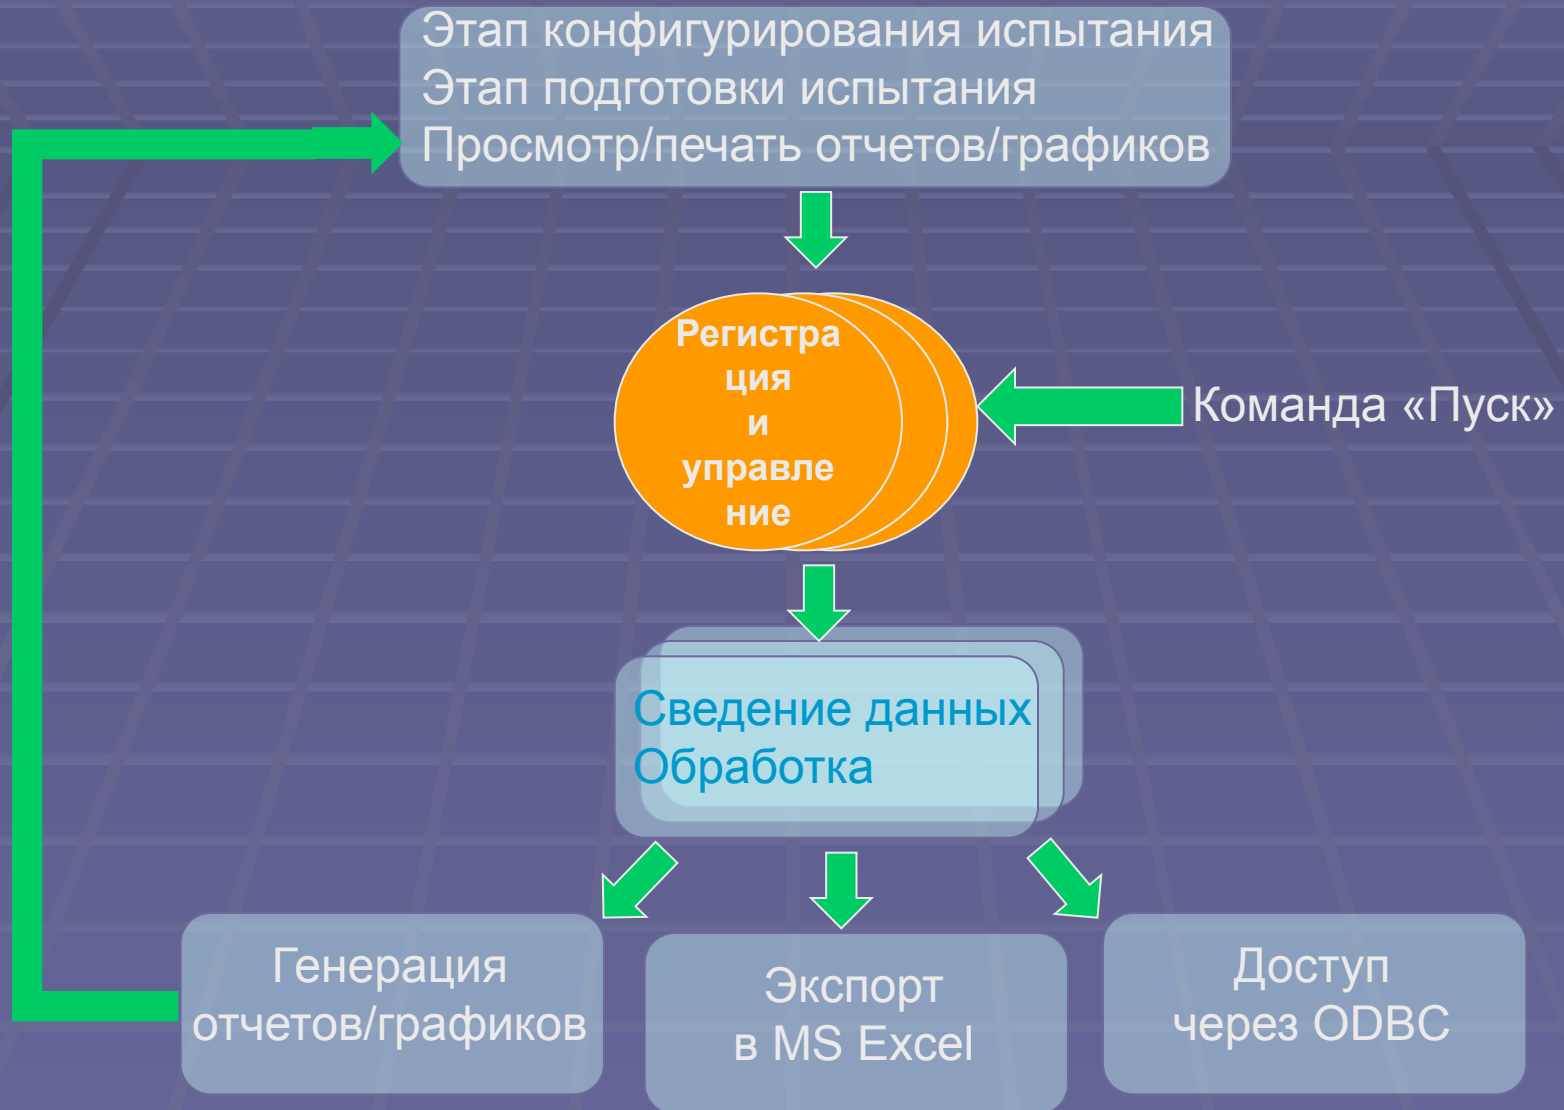 Этап конфигурирования испытания
Этап подготовки испытания
Просмотр/печать отчетов/графиков
Регистра
ция
и
управле
ние
Команда «Пуск»
Сведение данных
Обработка
Генерация
отчетов/графиков
Экспорт
в MS Excel
Доступ
через ODBC